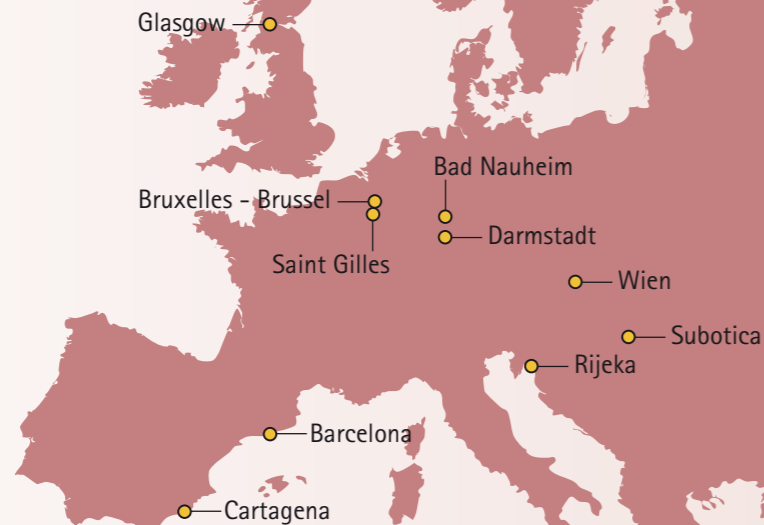 Glasgow
Bad Nauheim
Bruxelles - Brussel
Darmstadt
Saint Gilles
Wien
Subotica
Rijeka
Barcelona
Cartagena